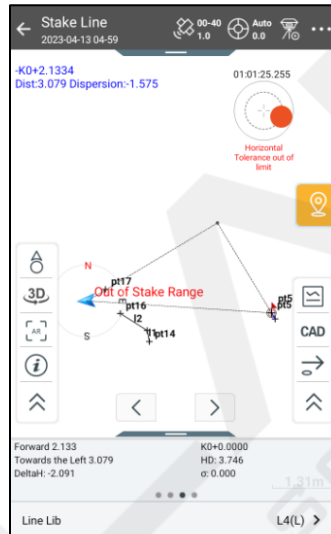 Stake Line
2023-04-13 04-59
00-40
1.0
Auto
0.0
-K0+2.1334
Dist:3.079 Dispersion:-1.575
01:01:25.255
Horizontal
Tolerance out of
limit
N
pt17
Out of Stake Range
pt16
l2
pt14
S
pt5
pt5
3D
AR
i
CAD
Forward 2.133
K0+0.0000
Towards the Left 3.079
HD: 3.746
DeltaH: -2.091
σ: 0.000
1.31m
Line Lib
L4(L)